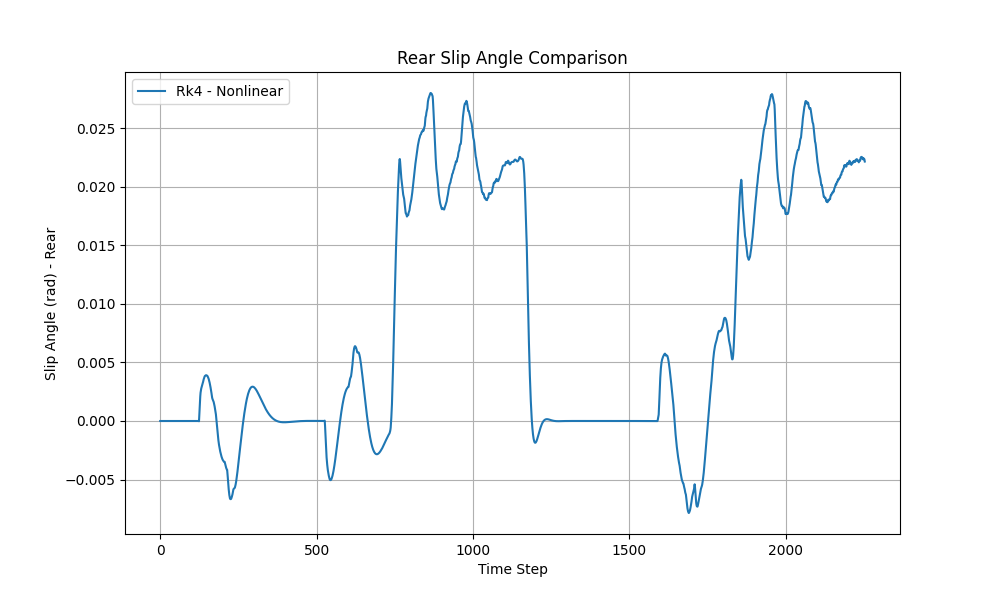 Rear Slip Angle Comparison
Rk4 - Nonlinear
Slip Angle (rad) - Rear
0.025
0.020
0.015
0.010
0.005
0.000
−0.005
0 500 1000 1500 2000
Time Step